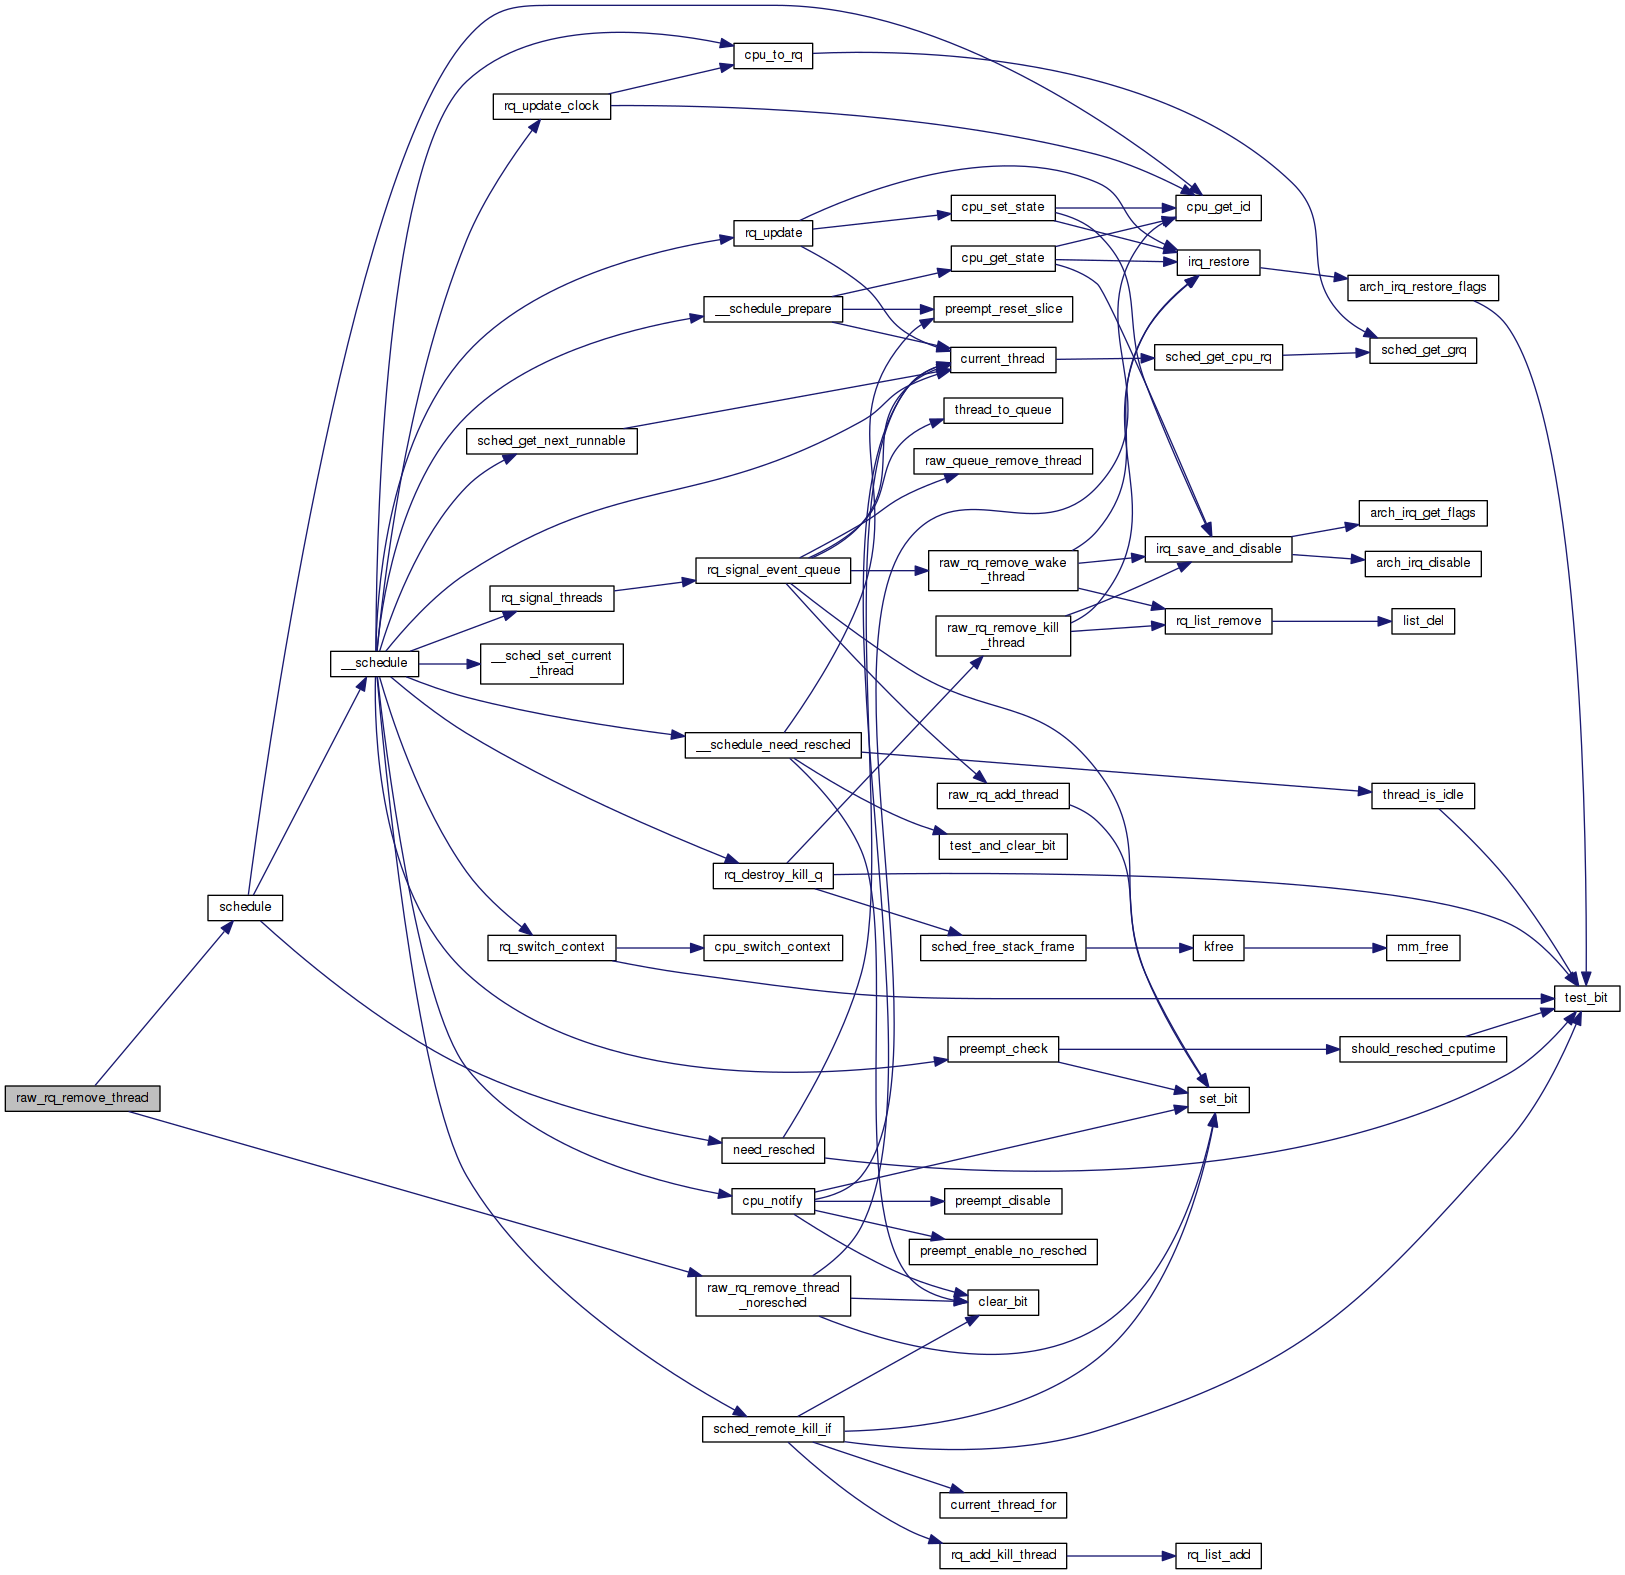 cpu_to_rq
rq_update_clock
cpu_set_state
cpu_get_id
rq_update
cpu_get_state
irq_restore
arch_irq_restore_flags
__schedule_prepare
preempt_reset_slice
current_thread
sched_get_cpu_rq
sched_get_grq
thread_to_queue
sched_get_next_runnable
raw_queue_remove_thread
arch_irq_get_flags
irq_save_and_disable
arch_irq_disable
rq_signal_event_queue
raw_rq_remove_wake
_thread
rq_signal_threads
rq_list_remove
list_del
raw_rq_remove_kill
_thread
__schedule
__sched_set_current
_thread
__schedule_need_resched
raw_rq_add_thread
thread_is_idle
test_and_clear_bit
rq_destroy_kill_q
schedule
rq_switch_context
cpu_switch_context
sched_free_stack_frame
kfree
mm_free
test_bit
preempt_check
should_resched_cputime
raw_rq_remove_thread
set_bit
need_resched
cpu_notify
preempt_disable
preempt_enable_no_resched
raw_rq_remove_thread
_noresched
clear_bit
sched_remote_kill_if
current_thread_for
rq_add_kill_thread
rq_list_add